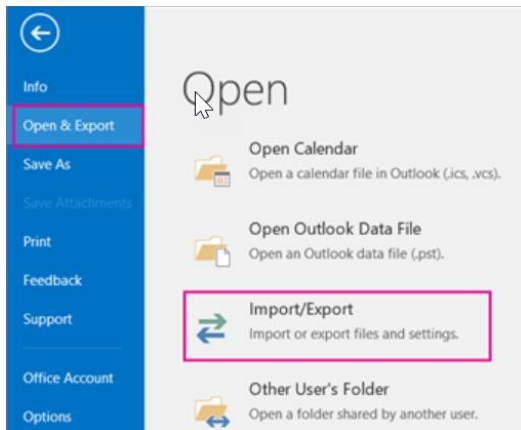 Info
Open & Export
Save As
Save Attachments
Print
Feedback
Support
Office Account
Options
Open
Open Calendar
Open a calendar file in Outlook (.ics, .vcs).
Open Outlook Data File
Open an Outlook data file (.pst).
Import/Export
Import or export files and settings.
Other User's Folder
Open a folder shared by another user.